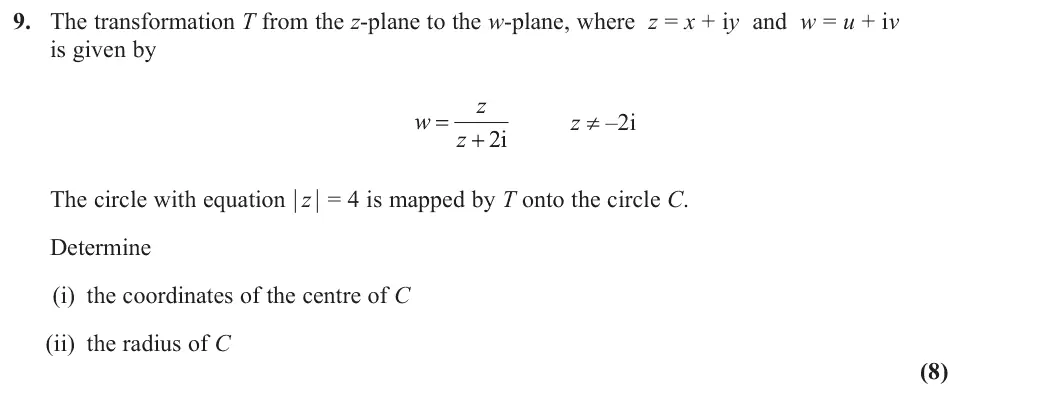 9. The transformation T from the z-plane to the w-plane, where z = x + iy and w = u + iv
is given by
w = z / (z + 2i)    z ≠ –2i
The circle with equation |z| = 4 is mapped by T onto the circle C.
Determine
(i) the coordinates of the centre of C
(ii) the radius of C
(8)